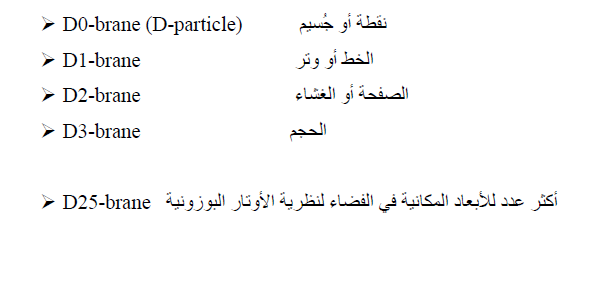 ➢ D0-brane (D-particle) نقطة أو جُسيم
➢ D1-brane الخط أو وتر
➢ D2-brane الصفحة أو الغشاء
➢ D3-brane الحجم
➢ D25-brane أكثر عدد للأبعاد المكانية في الفضاء لنظرية الأوتار البوزونية